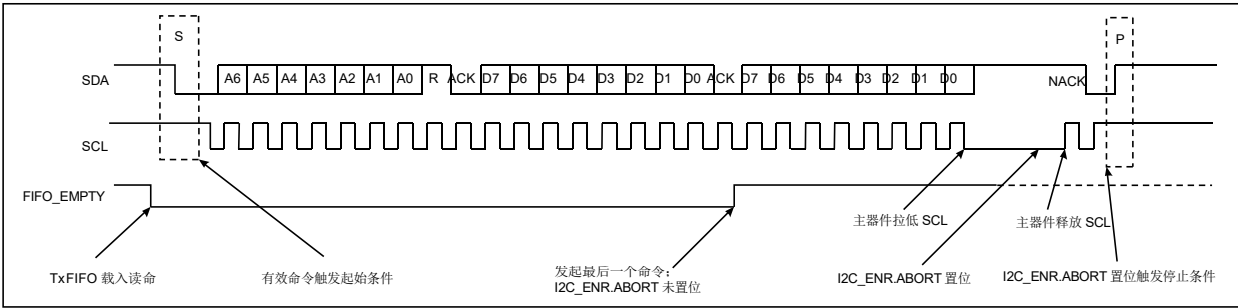 S P
SDA A6 A5 A4 A3 A2 A1 A0 R ACK D7 D6 D5 D4 D3 D2 D1 D0 ACK D7 D6 D5 D4 D3 D2 D1 D0 NACK
SCL
FIFO_EMPTY
主器件拉低 SCL 主器件释放 SCL
TxFIFO 载入读命 有效命令触发起始条件 发起最后一个命令；
I2C_ENR.ABORT 未置位 I2C_ENR.ABORT 置位 I2C_ENR.ABORT 置位触发停止条件